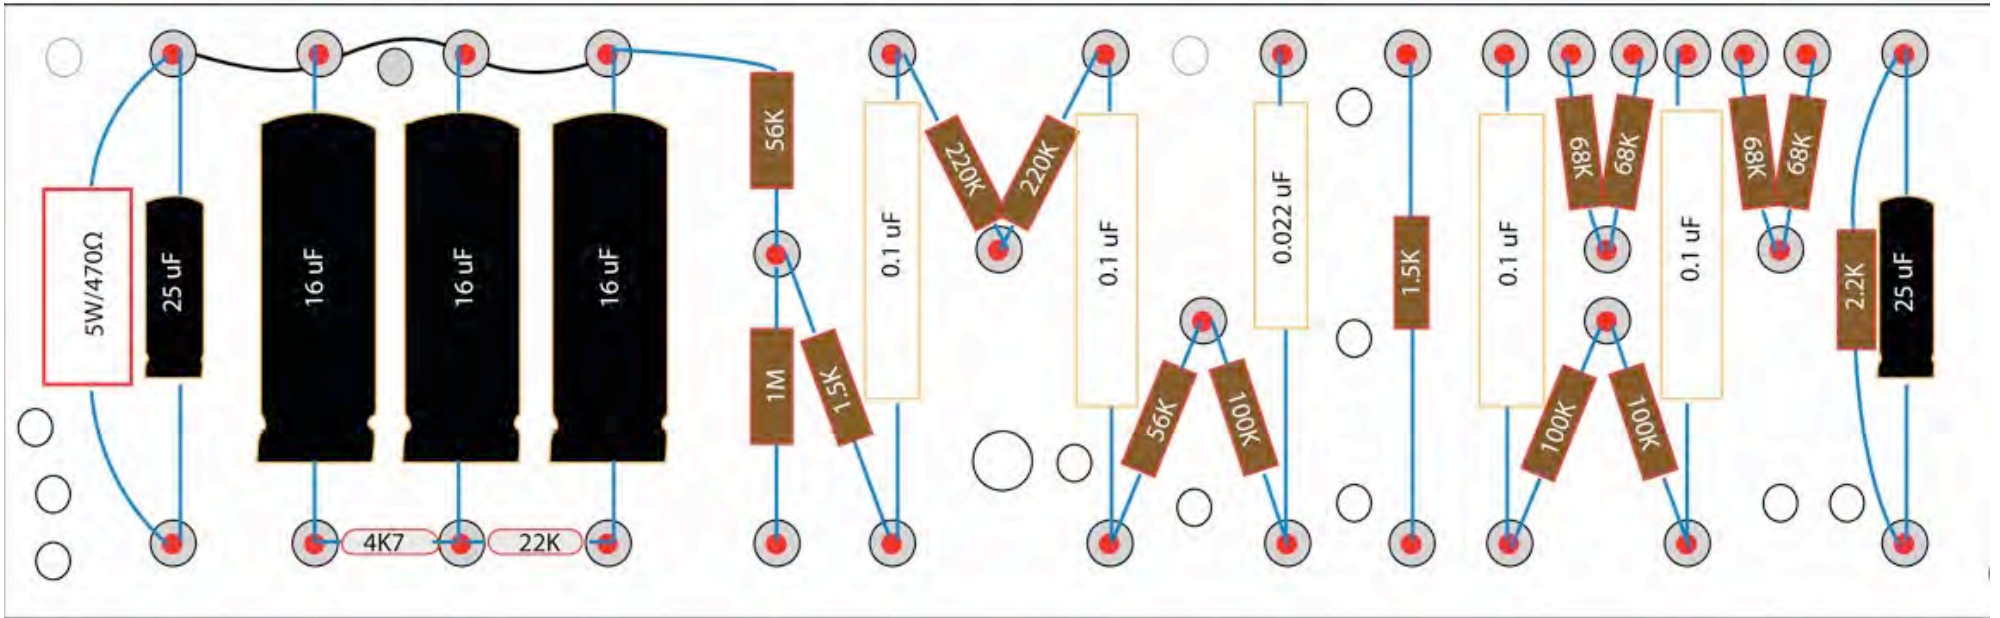 5W/470Ω
25 uF
16 uF
16 uF
16 uF
4K7
22K
56K
1M
1.5K
0.1 uF
220K
220K
0.1 uF
56K
100K
0.022 uF
1.5K
0.1 uF
68K
68K
100K
100K
0.1 uF
68K
68K
2.2K
25 uF